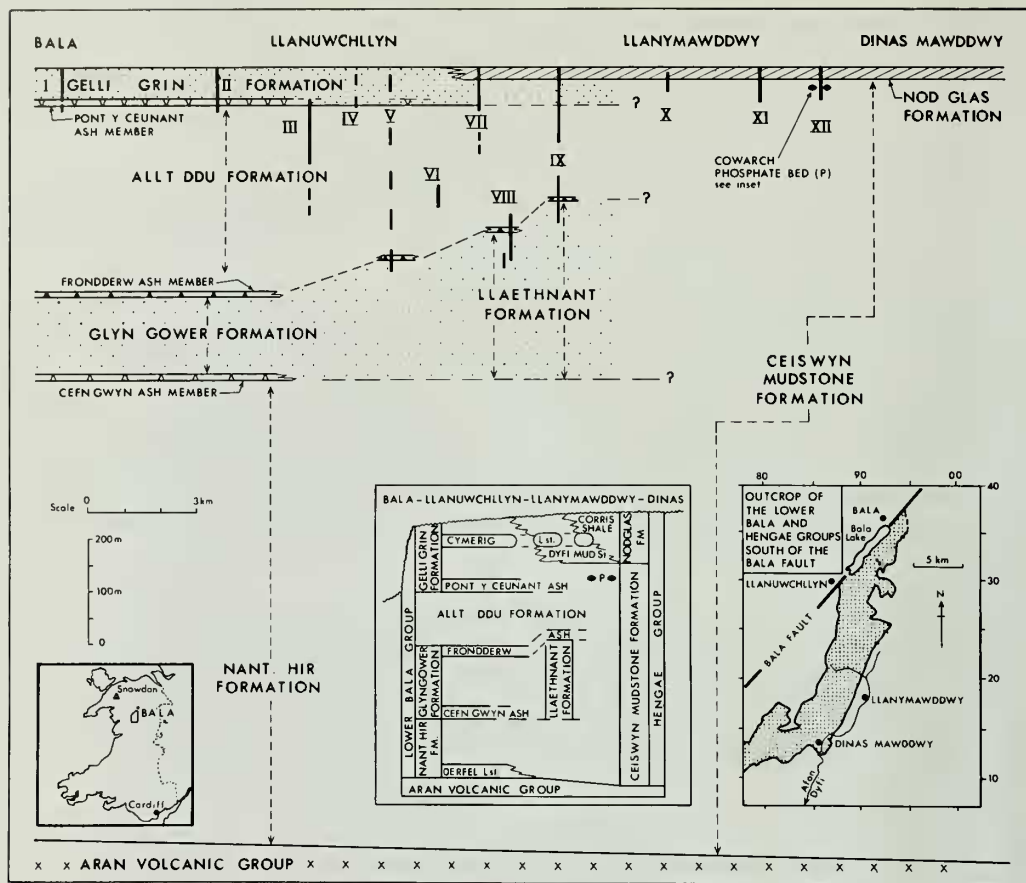 BALA
LLANUWCHLLYN
LLANYMAWDDWY
DINAS MAWDDWY
I GELLI GRIN II FORMATION
PONT Y CEUNANT
ASH MEMBER
III
IV
V
VI
VII
VIII
IX
X
XI
XII
?
NOD GLAS
FORMATION
COWARCH
PHOSPHATE BED (P)
see inset
ALLT DDU FORMATION
?
FRONDDERW ASH MEMBER
GLYN GOWER FORMATION
LLAETHNANT
FORMATION
CEFN GWYN ASH MEMBER
?
CEISWYN
MUDSTONE
FORMATION
Scale
0 3km
200m
100m
0
NANT HIR
FORMATION
Snowdon
BALA
Cardiff
BALA-LLANUWCHLLYN-LLANYMAWDDWY-DINAS
LOWER BALA GROUP
GELLI GRIN
FORMATION
CYMERIG
Lst.
CORRIS
SHALE
DYFI MUD St
NODGLAS
FM
PONT Y CEUNANT ASH
P
ALLT DDU FORMATION
ASH
FRONDDERW
GLYNGOWER
FORMATION
LLAETHNANT
FORMATION
CEFN GWYN ASH
NANT HIR
FM.
OERFEL Lst
CEISWYN MUDSTONE FORMATION
HENGAE GROUP
ARAN VOLCANIC GROUP
80 90 00
40
30
20
10
OUTCROP OF
THE LOWER
BALA AND
HENGAE GROUPS
SOUTH OF THE
BALA FAULT
BALA
Bala
Lake
5 km
N
LLANUWCHLLYN
BALA FAULT
LLANYMAWDDWY
DINAS MAWDDWY
Afon
Dyfi
x x ARAN VOLCANIC GROUP x x x x x x x x x x x x x x x x x